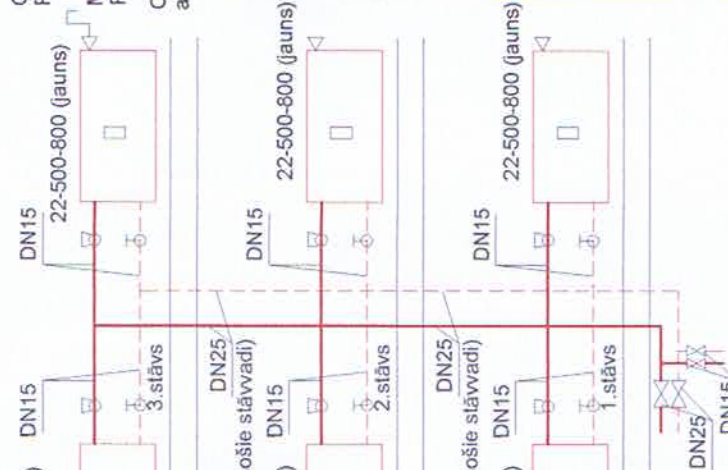 22-500-800 (jauns)
DN15
DN15
3.stāvs
DN25
ošie stāvvadi)
22-500-800 (jauns)
DN15
DN15
2.stāvs
DN25
ošie stāvvadi)
22-500-800 (jauns)
DN15
DN15
1.stāvs
DN25
DN15